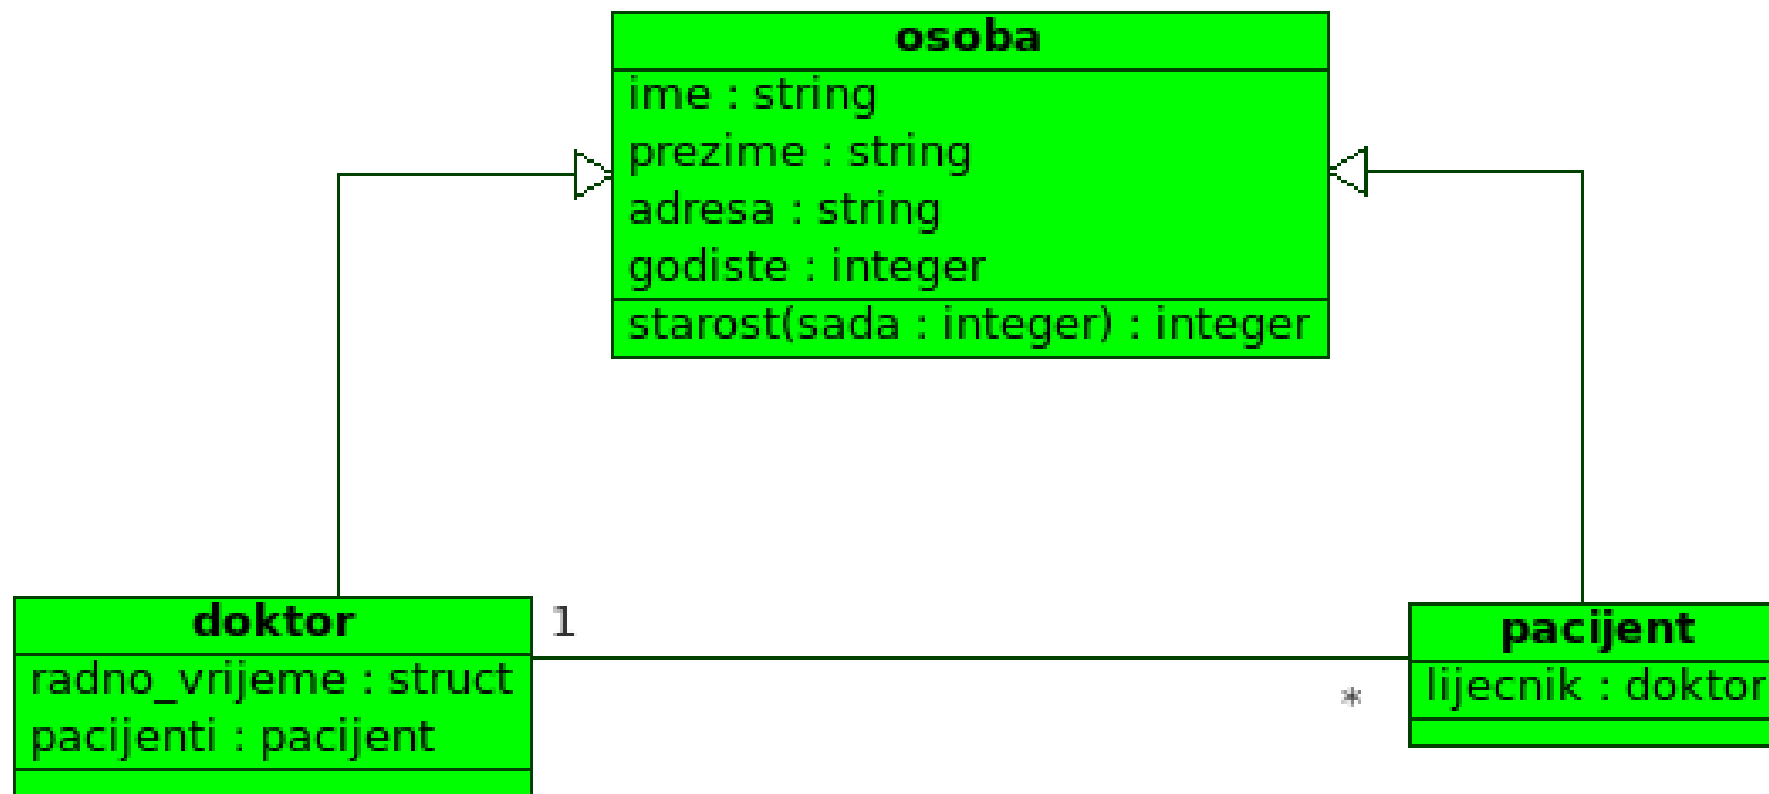 osoba
ime : string
prezime : string
adresa : string
godiste : integer
starost(sada : integer) : integer
doktor
radno_vrijeme : struct
pacijenti : pacijent
1
*
pacijent
lijecnik : doktor